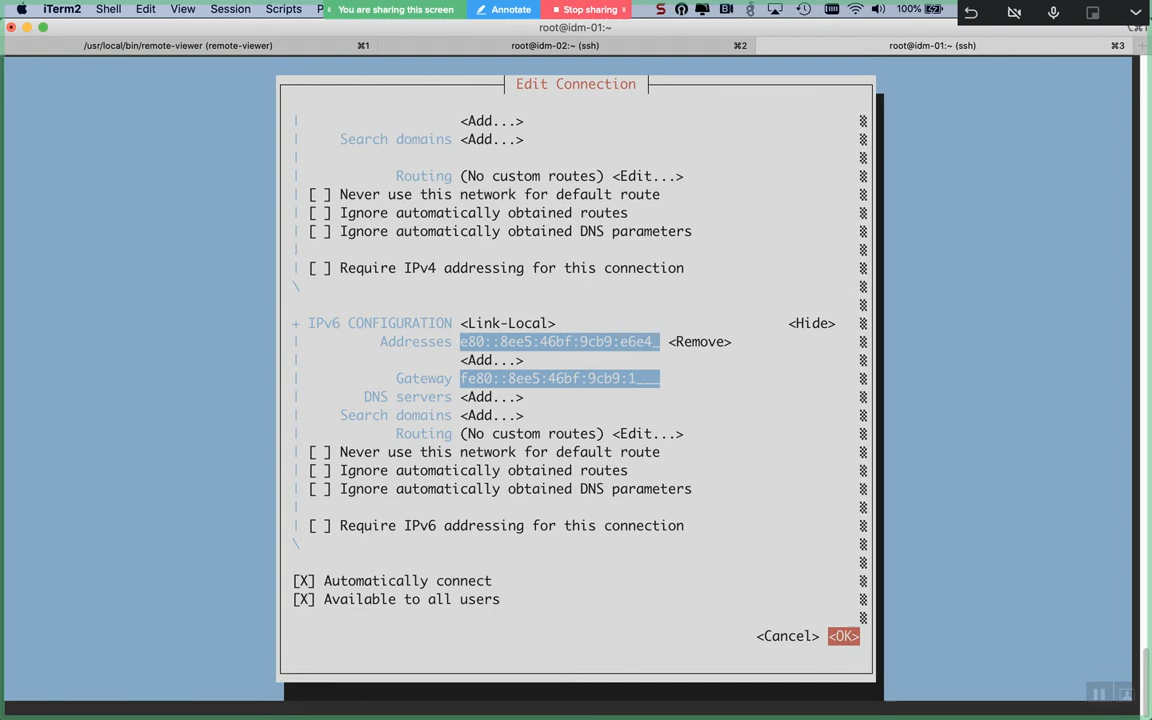 iTerm2 Shell Edit View Session Scripts P You are sharing this screen Annotate Stop sharing 100%
root@idm-01:~
/usr/local/bin/remote-viewer (remote-viewer) ⌘1 root@idm-02:~ (ssh) ⌘2 root@idm-01:~ (ssh) ⌘3
Edit Connection
<Add...>
Search domains <Add...>
Routing (No custom routes) <Edit...>
[ ] Never use this network for default route
[ ] Ignore automatically obtained routes
[ ] Ignore automatically obtained DNS parameters
[ ] Require IPv4 addressing for this connection
+ IPv6 CONFIGURATION <Link-Local> <Hide>
Addresses e80::8ee5:46bf:9cb9:e6e4_ <Remove>
<Add...>
Gateway fe80::8ee5:46bf:9cb9:1___
DNS servers <Add...>
Search domains <Add...>
Routing (No custom routes) <Edit...>
[ ] Never use this network for default route
[ ] Ignore automatically obtained routes
[ ] Ignore automatically obtained DNS parameters
[ ] Require IPv6 addressing for this connection
[X] Automatically connect
[X] Available to all users
<Cancel> <OK>